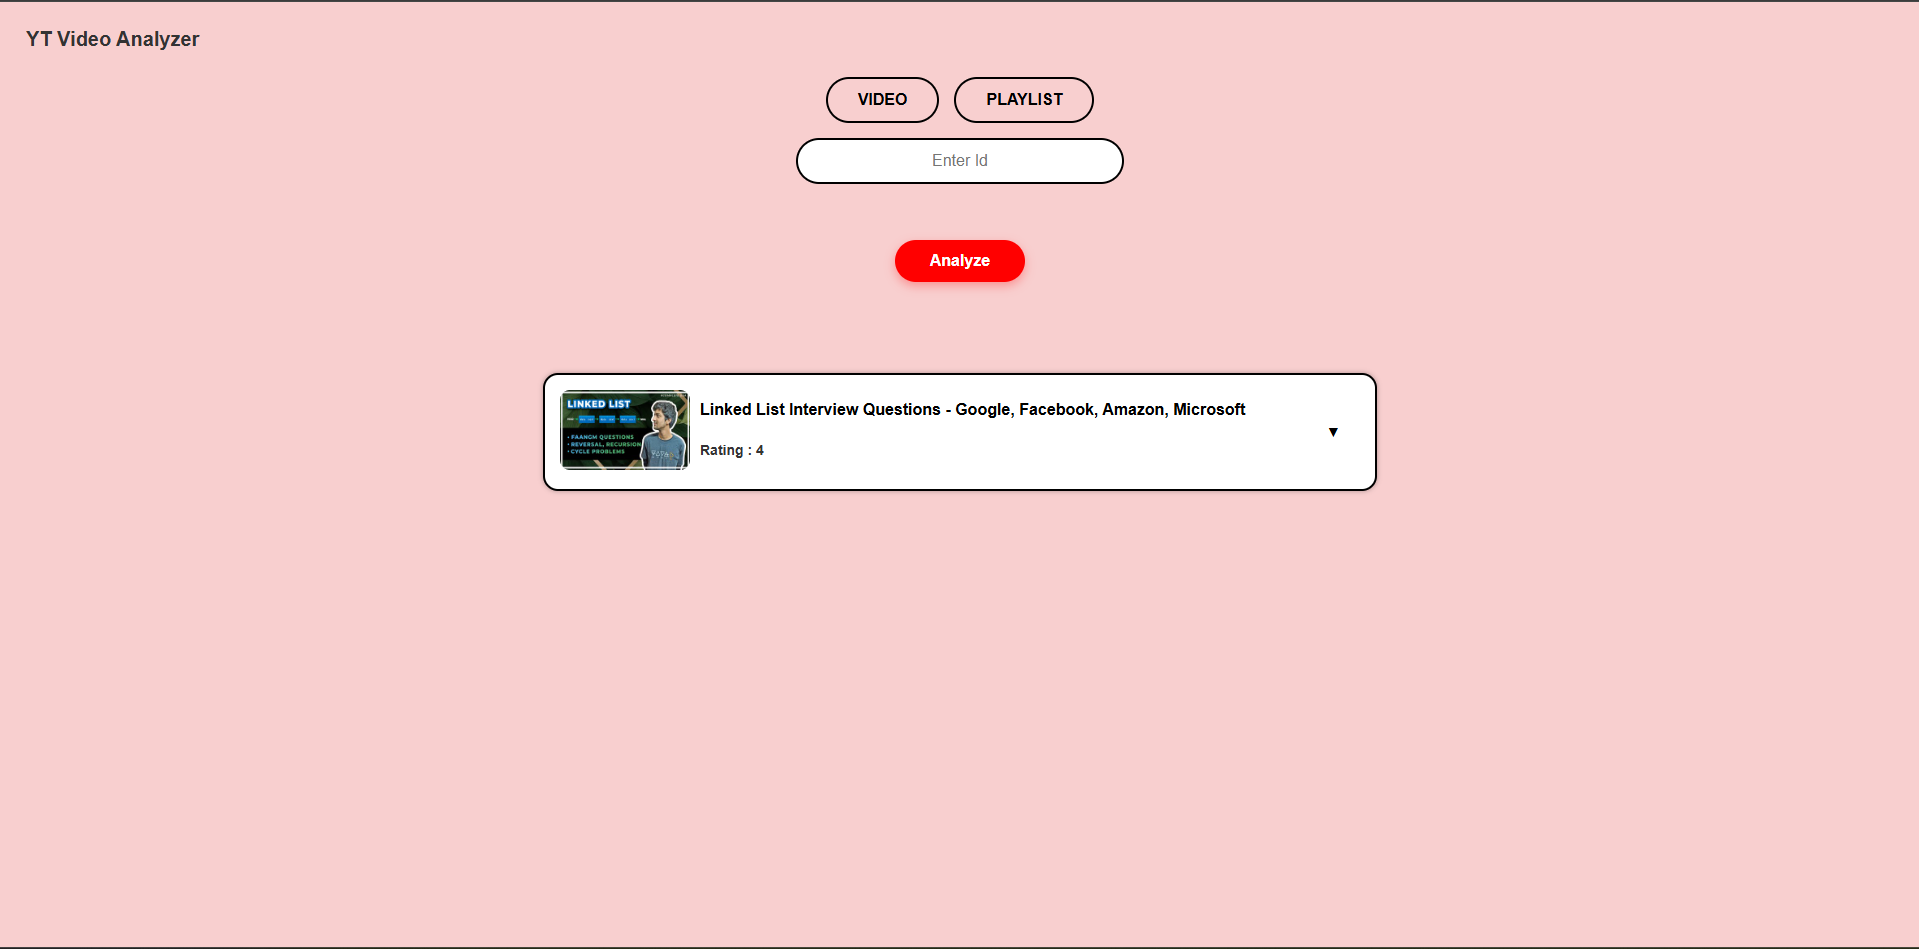 YT Video Analyzer
VIDEO
PLAYLIST
Enter Id
Analyze
LINKED LIST
• FAANGM QUESTIONS
• REVERSAL, RECURSION
• CYCLE PROBLEMS
Linked List Interview Questions - Google, Facebook, Amazon, Microsoft
Rating : 4
▼